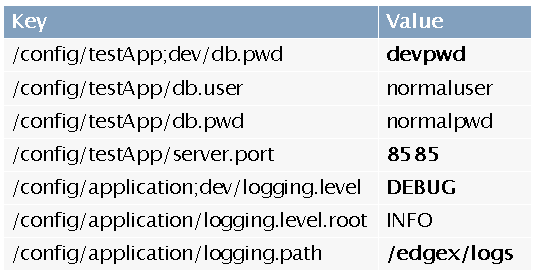 Key Value
/config/testApp;dev/db.pwd devpwd
/config/testApp/db.user normaluser
/config/testApp/db.pwd normalpwd
/config/testApp/server.port 8585
/config/application;dev/logging.level DEBUG
/config/application/logging.level.root INFO
/config/application/logging.path /edgex/logs